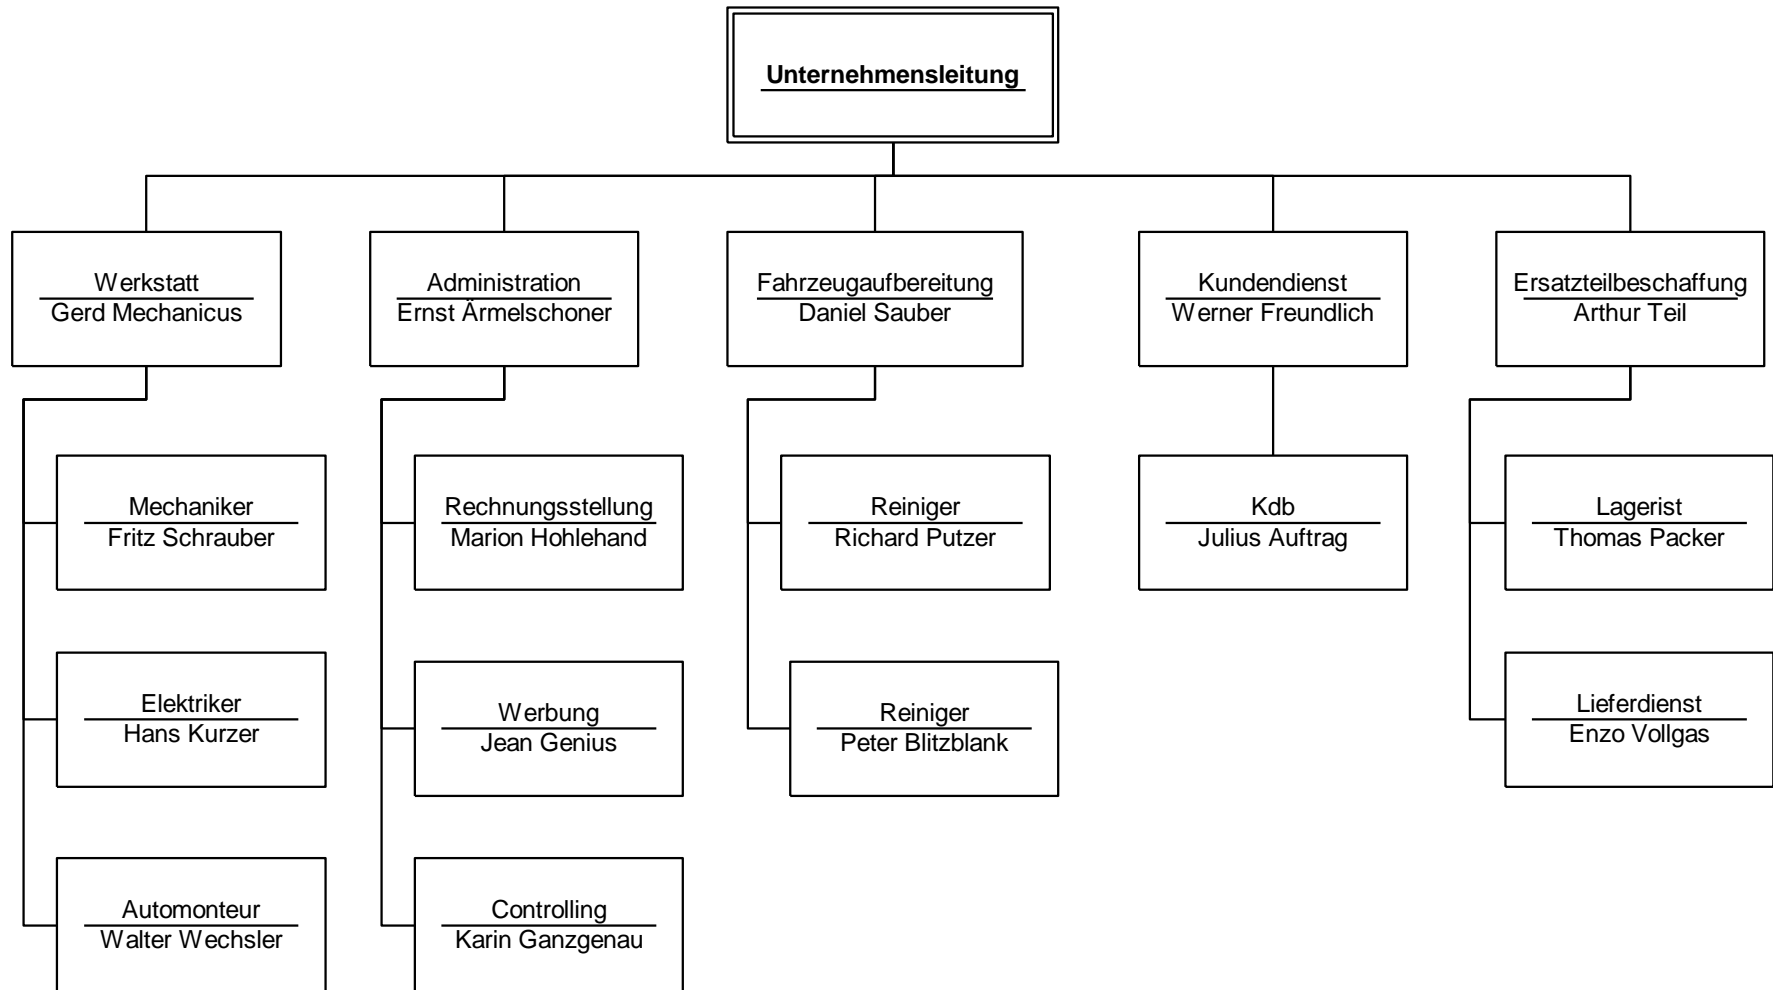 Unternehmensleitung
Werkstatt
Gerd Mechanicus
Administration
Ernst Ärmelschoner
Fahrzeugaufbereitung
Daniel Sauber
Kundendienst
Werner Freundlich
Ersatzteilbeschaffung
Arthur Teil
Mechaniker
Fritz Schrauber
Rechnungsstellung
Marion Hohlehand
Reiniger
Richard Putzer
Kdb
Julius Auftrag
Lagerist
Thomas Packer
Elektriker
Hans Kurzer
Werbung
Jean Genius
Reiniger
Peter Blitzblank
Lieferdienst
Enzo Vollgas
Automonteur
Walter Wechsler
Controlling
Karin Ganzgenau